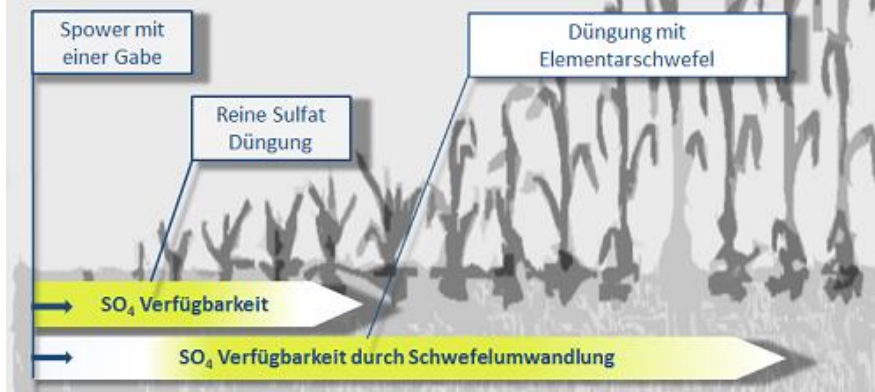 Spower mit
einer Gabe
Düngung mit
Elementarschwefel
Reine Sulfat
Düngung
SO₄ Verfügbarkeit
SO₄ Verfügbarkeit durch Schwefelumwandlung